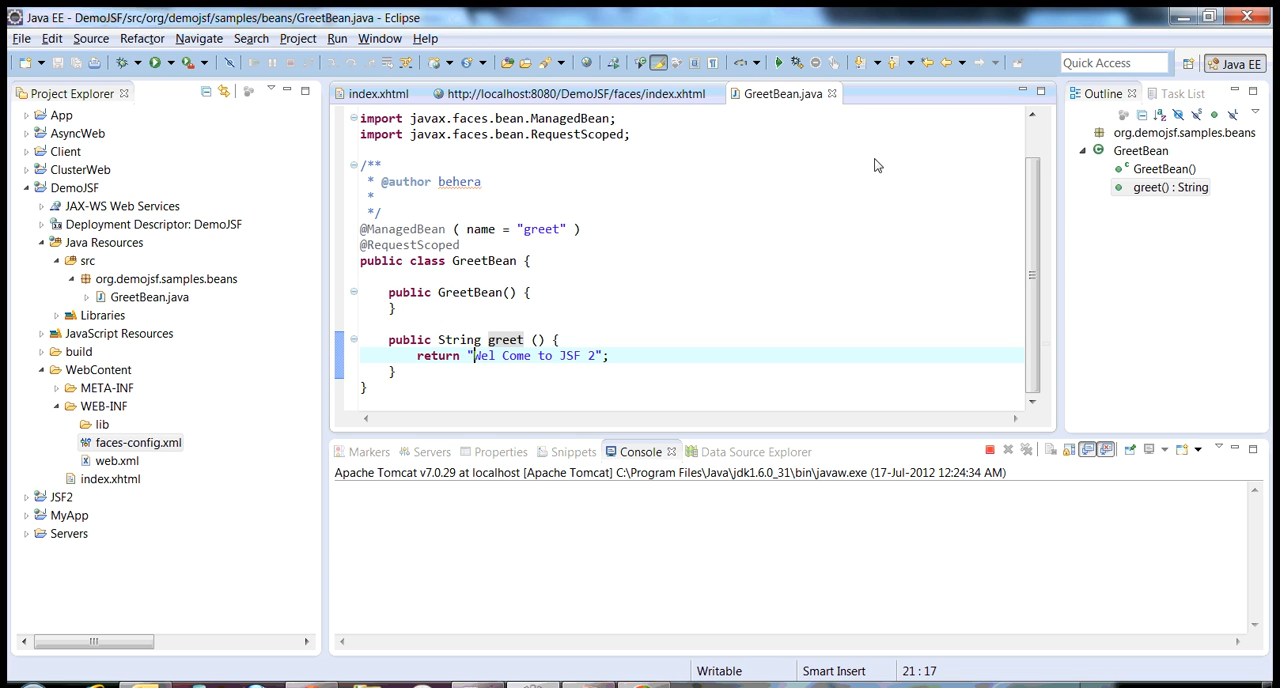 Java EE - DemoJSF/src/org/demojsf/samples/beans/GreetBean.java - Eclipse
File Edit Source Refactor Navigate Search Project Run Window Help
Quick Access
Java EE
Project Explorer
App
AsyncWeb
Client
ClusterWeb
DemoJSF
JAX-WS Web Services
Deployment Descriptor: DemoJSF
Java Resources
src
org.demojsf.samples.beans
GreetBean.java
Libraries
JavaScript Resources
build
WebContent
META-INF
WEB-INF
lib
faces-config.xml
web.xml
index.xhtml
JSF2
MyApp
Servers
index.xhtml http://localhost:8080/DemoJSF/faces/index.xhtml GreetBean.java
import javax.faces.bean.ManagedBean;
import javax.faces.bean.RequestScoped;
/**
* @author behera
*
*/
@ManagedBean ( name = "greet" )
@RequestScoped
public class GreetBean {
public GreetBean() {
}
public String greet () {
return "Wel Come to JSF 2";
}
}
Outline Task List
org.demojsf.samples.beans
GreetBean
GreetBean()
greet() : String
Markers Servers Properties Snippets Console Data Source Explorer
Apache Tomcat v7.0.29 at localhost [Apache Tomcat] C:\Program Files\Java\jdk1.6.0_31\bin\javaw.exe (17-Jul-2012 12:24:34 AM)
Writable Smart Insert 21 : 17